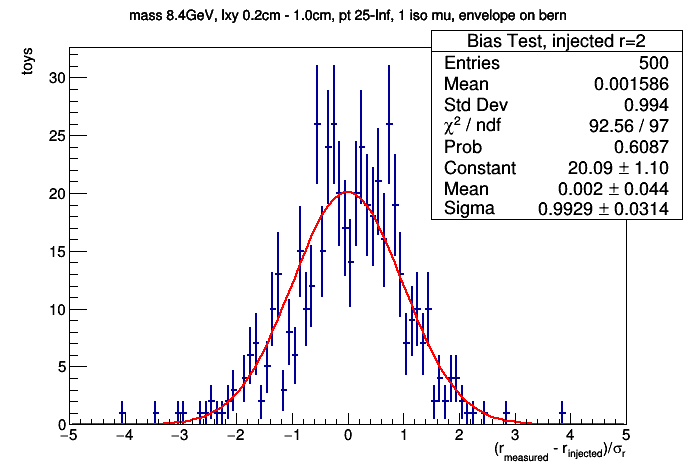 mass 8.4GeV, lxy 0.2cm - 1.0cm, pt 25-Inf, 1 iso mu, envelope on bern
Bias Test, injected r=2
Entries 500
Mean 0.001586
Std Dev 0.994
χ² / ndf 92.56 / 97
Prob 0.6087
Constant 20.09 ± 1.10
Mean 0.002 ± 0.044
Sigma 0.9929 ± 0.0314
toys
30
25
20
15
10
5
0
−5 −4 −3 −2 −1 0 1 2 3 4 5
(r_measured - r_injected)/σ_r